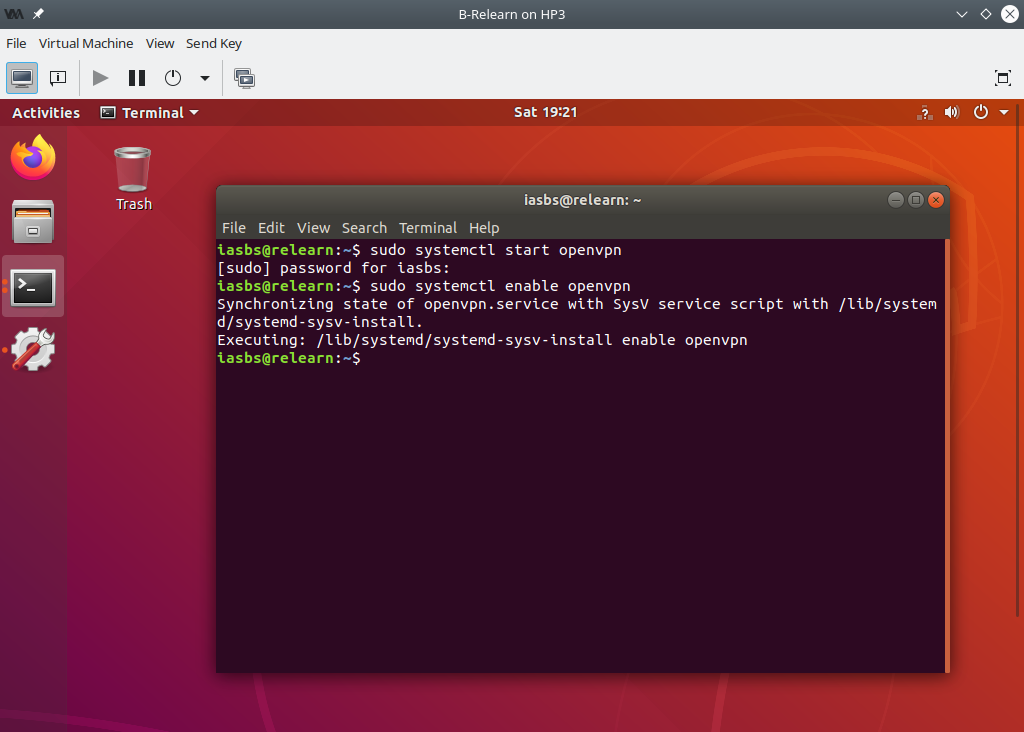 B-Relearn on HP3
File Virtual Machine View Send Key
Activities Terminal Sat 19:21 ?
Trash
iasbs@relearn: ~
File Edit View Search Terminal Help
iasbs@relearn:~$ sudo systemctl start openvpn
[sudo] password for iasbs:
iasbs@relearn:~$ sudo systemctl enable openvpn
Synchronizing state of openvpn.service with SysV service script with /lib/system
d/systemd-sysv-install.
Executing: /lib/systemd/systemd-sysv-install enable openvpn
iasbs@relearn:~$